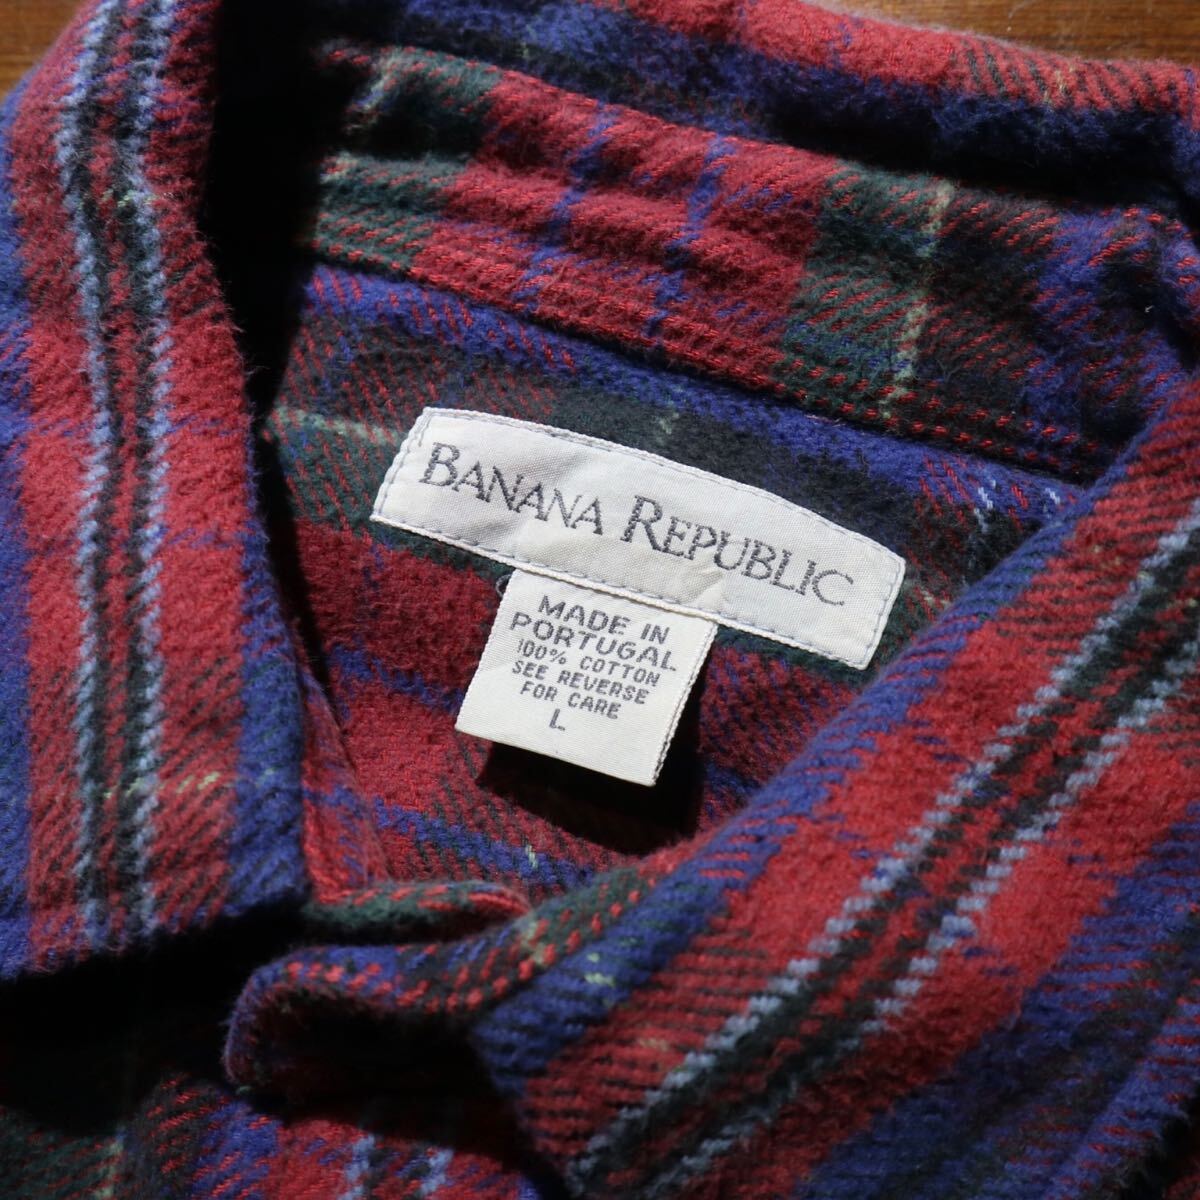 BANANA REPUBLIC
MADE IN
PORTUGAL
100% COTTON
SEE REVERSE
FOR CARE
L